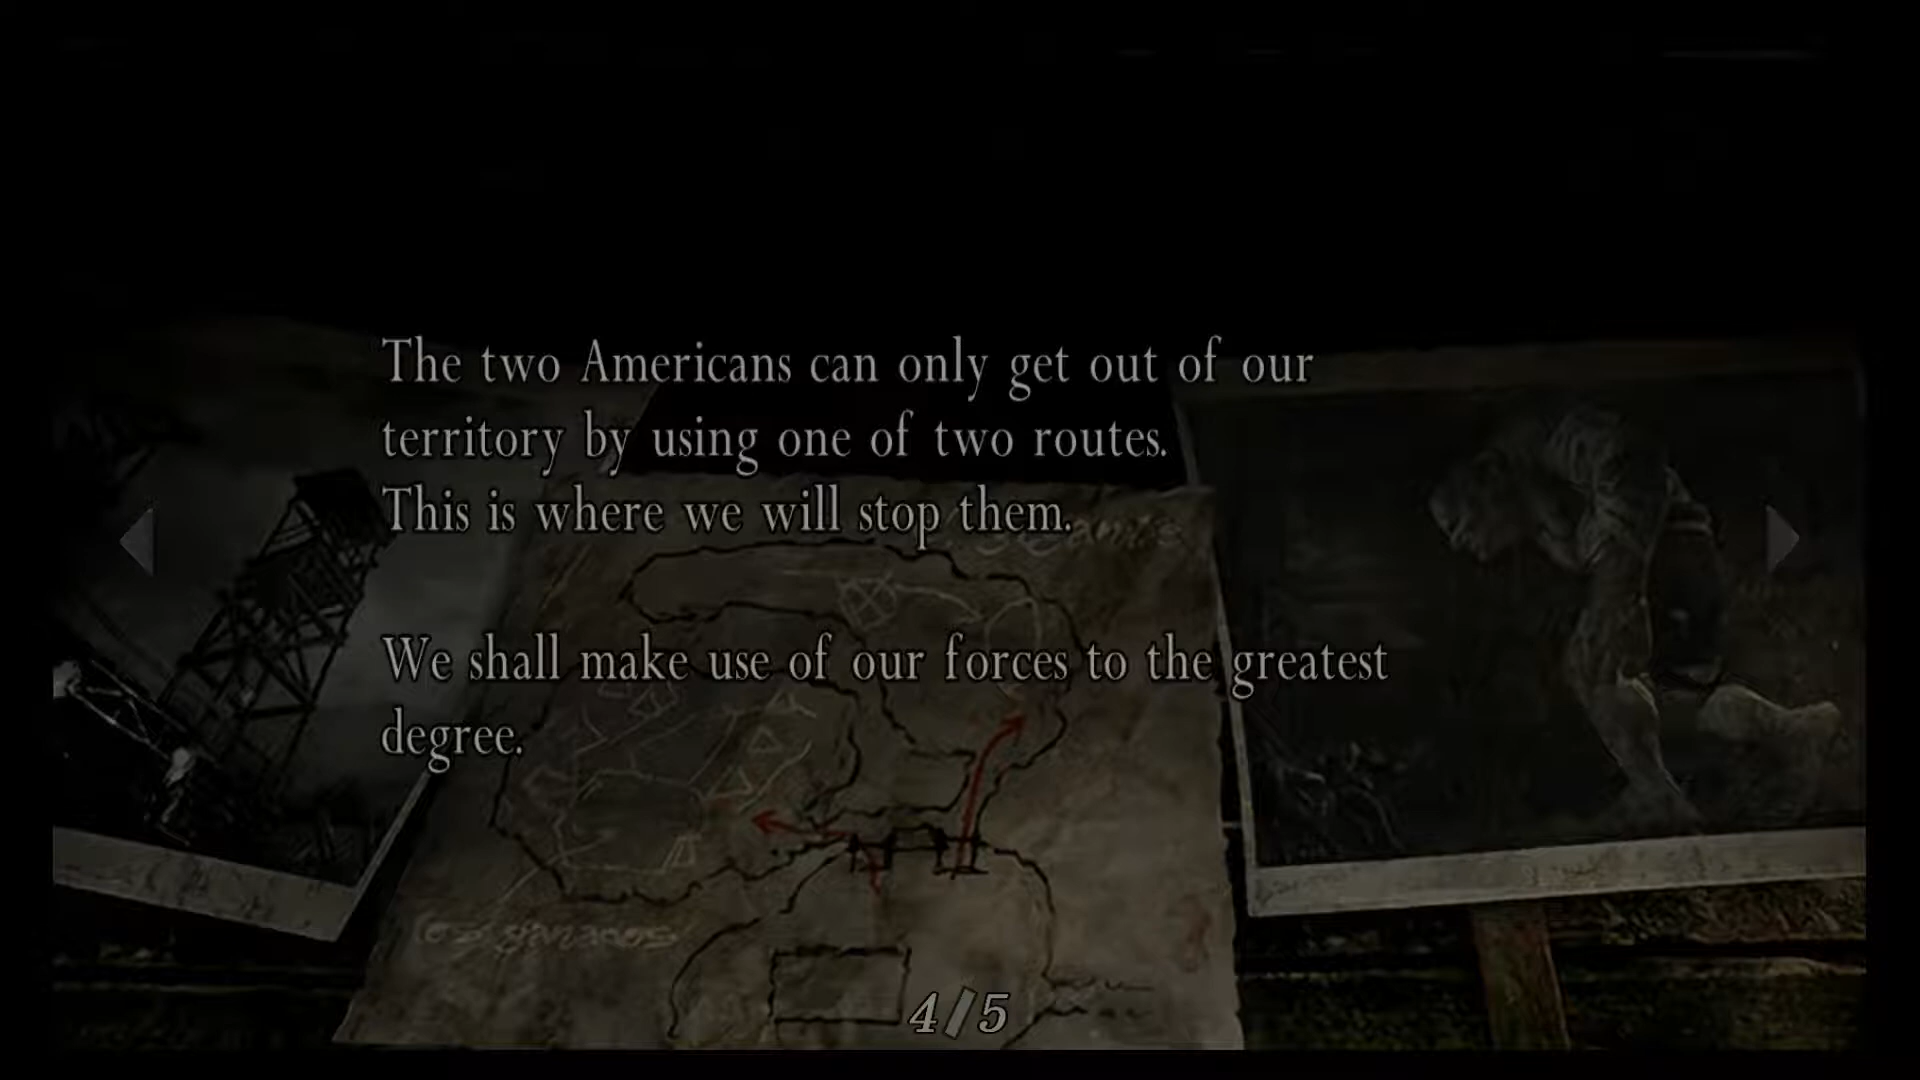 The two Americans can only get out of our
territory by using one of two routes.
This is where we will stop them.
We shall make use of our forces to the greatest
degree.
4/5